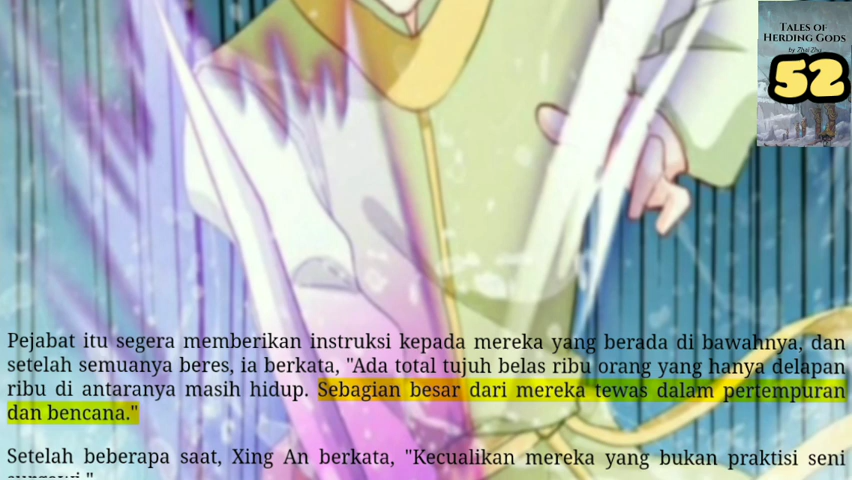 TALES OF
HERDING GODS
by Zhai Zhu
52
Pejabat itu segera memberikan instruksi kepada mereka yang berada di bawahnya, dan
setelah semuanya beres, ia berkata, "Ada total tujuh belas ribu orang yang hanya delapan
ribu di antaranya masih hidup. Sebagian besar dari mereka tewas dalam pertempuran
dan bencana."
Setelah beberapa saat, Xing An berkata, "Kecualikan mereka yang bukan praktisi seni